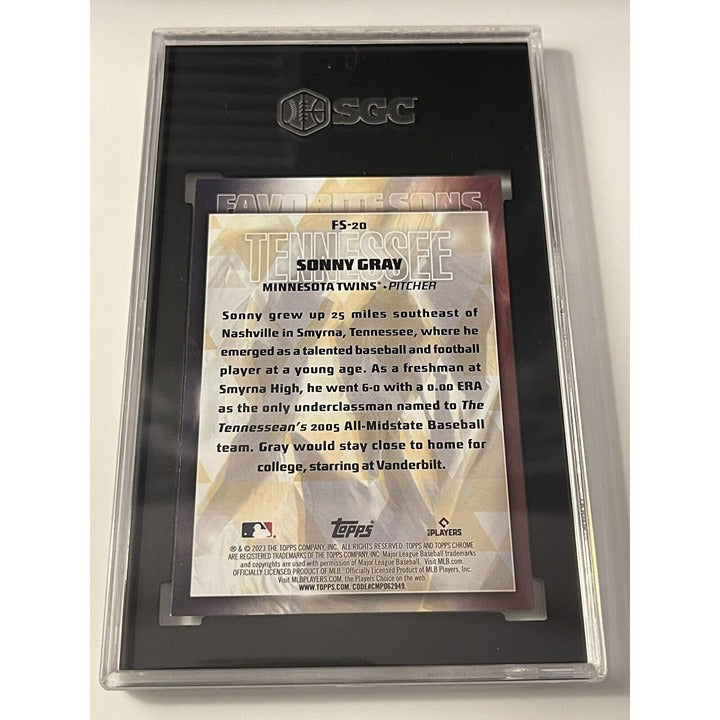 SGC
FAVORITE SONS
FS-20
TENNESSEE
SONNY GRAY
MINNESOTA TWINS® • PITCHER
Sonny grew up 25 miles southeast of
Nashville in Smyrna, Tennessee, where he
emerged as a talented baseball and football
player at a young age. As a freshman at
Smyrna High, he went 6-0 with a 0.00 ERA
as the only underclassman named to The
Tennessean's 2005 All-Midstate Baseball
team. Gray would stay close to home for
college, starring at Vanderbilt.
Topps
PLAYERS
® & © 2023 THE TOPPS COMPANY, INC. ALL RIGHTS RESERVED. TOPPS AND TOPPS CHROME
ARE REGISTERED TRADEMARKS OF THE TOPPS COMPANY, INC. Major League Baseball trademarks
and copyrights are used with permission of Major League Baseball. Visit MLB.com.
OFFICIALLY LICENSED PRODUCT OF MLB. Officially Licensed Product of MLB Players, Inc.
Visit MLBPLAYERS.com, the Players Choice on the web.
WWW.TOPPS.COM CODE#CMP062949.